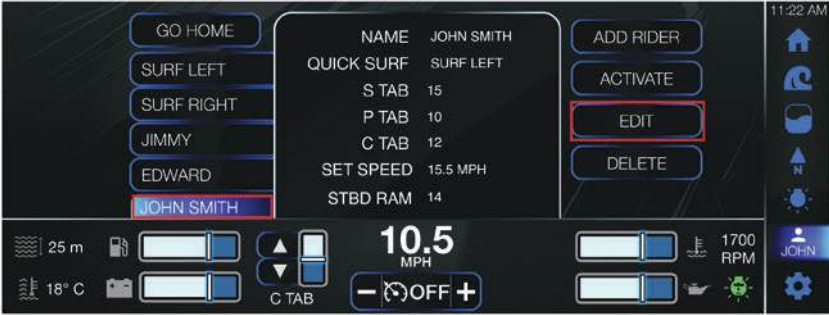 11:22 AM
GO HOME
SURF LEFT
SURF RIGHT
JIMMY
EDWARD
JOHN SMITH
NAME JOHN SMITH
QUICK SURF SURF LEFT
S TAB 15
P TAB 10
C TAB 12
SET SPEED 15.5 MPH
STBD RAM 14
ADD RIDER
ACTIVATE
EDIT
DELETE
N
JOHN
25 m
18° C
C TAB
10.5
MPH
OFF
1700
RPM